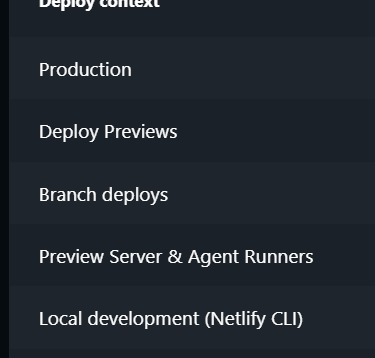 Deploy context
Production
Deploy Previews
Branch deploys
Preview Server & Agent Runners
Local development (Netlify CLI)